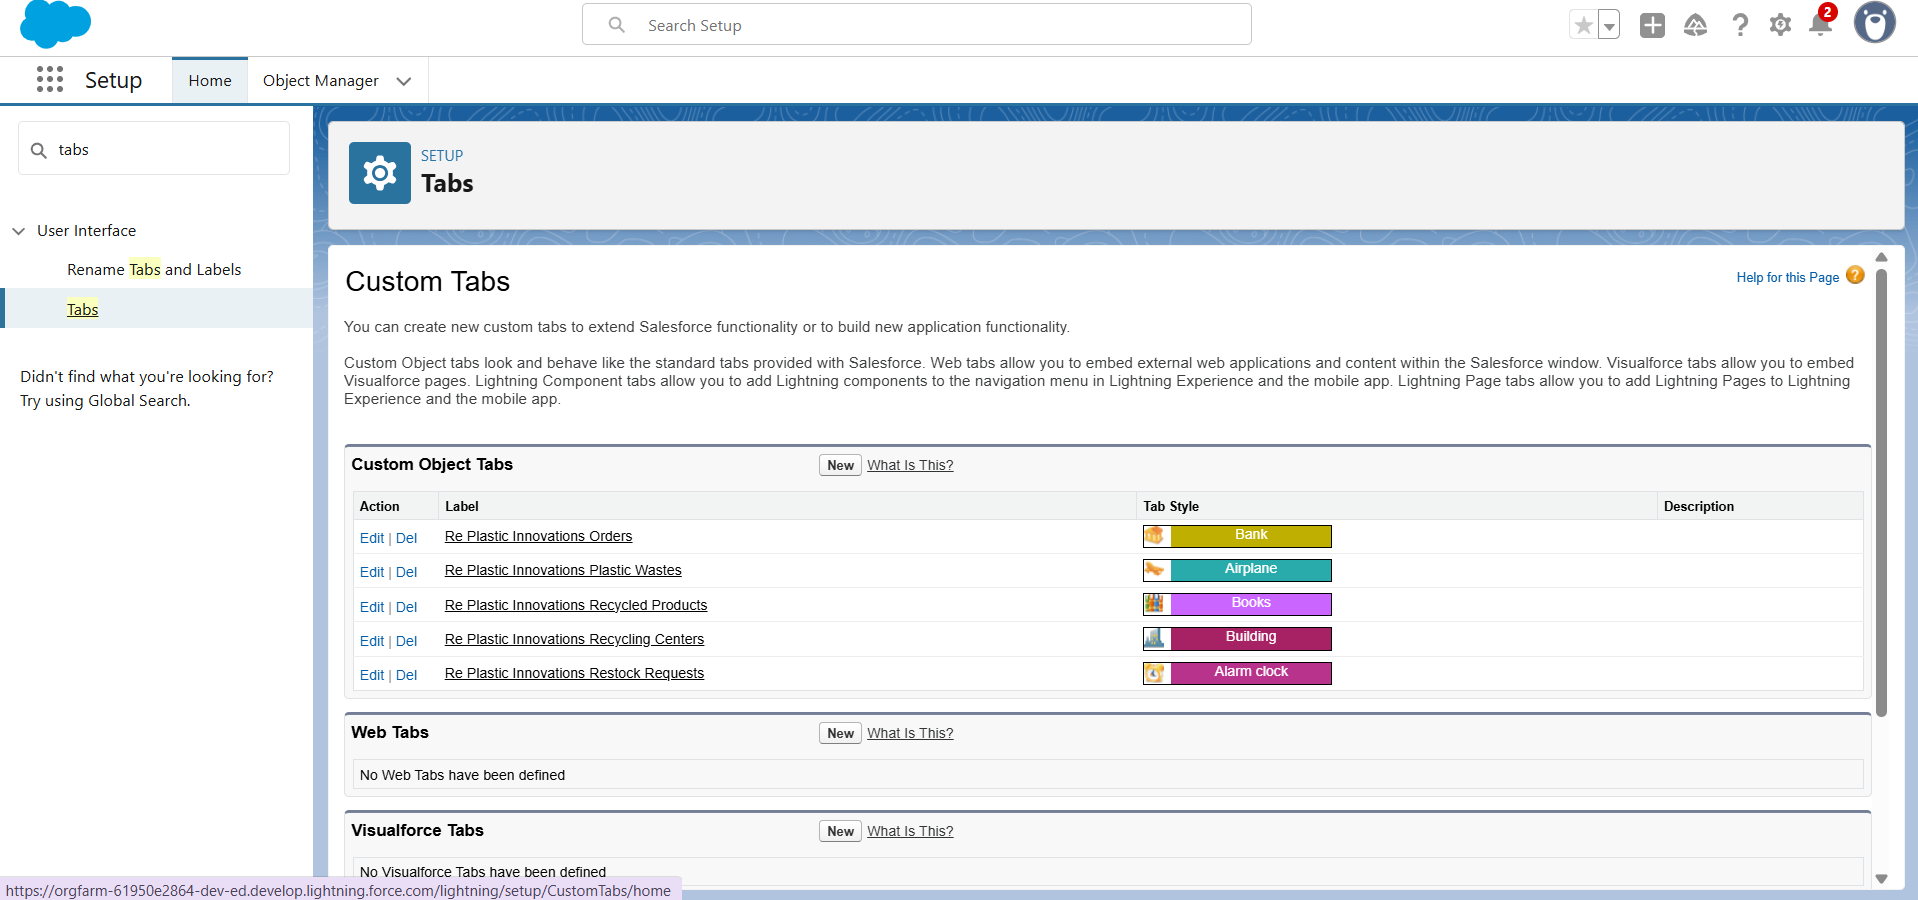 Search Setup
2
Setup
Home
Object Manager
tabs
User Interface
Rename Tabs and Labels
Tabs
Didn't find what you're looking for?
Try using Global Search.
SETUP
Tabs
Custom Tabs
Help for this Page
You can create new custom tabs to extend Salesforce functionality or to build new application functionality.
Custom Object tabs look and behave like the standard tabs provided with Salesforce. Web tabs allow you to embed external web applications and content within the Salesforce window. Visualforce tabs allow you to embed
Visualforce pages. Lightning Component tabs allow you to add Lightning components to the navigation menu in Lightning Experience and the mobile app. Lightning Page tabs allow you to add Lightning Pages to Lightning
Experience and the mobile app.
Custom Object Tabs
New
What Is This?
Action Label Tab Style Description
Edit | Del Re Plastic Innovations Orders Bank
Edit | Del Re Plastic Innovations Plastic Wastes Airplane
Edit | Del Re Plastic Innovations Recycled Products Books
Edit | Del Re Plastic Innovations Recycling Centers Building
Edit | Del Re Plastic Innovations Restock Requests Alarm clock
Web Tabs
New
What Is This?
No Web Tabs have been defined
Visualforce Tabs
New
What Is This?
No Visualforce Tabs have been defined
https://orgfarm-61950e2864-dev-ed.develop.lightning.force.com/lightning/setup/CustomTabs/home